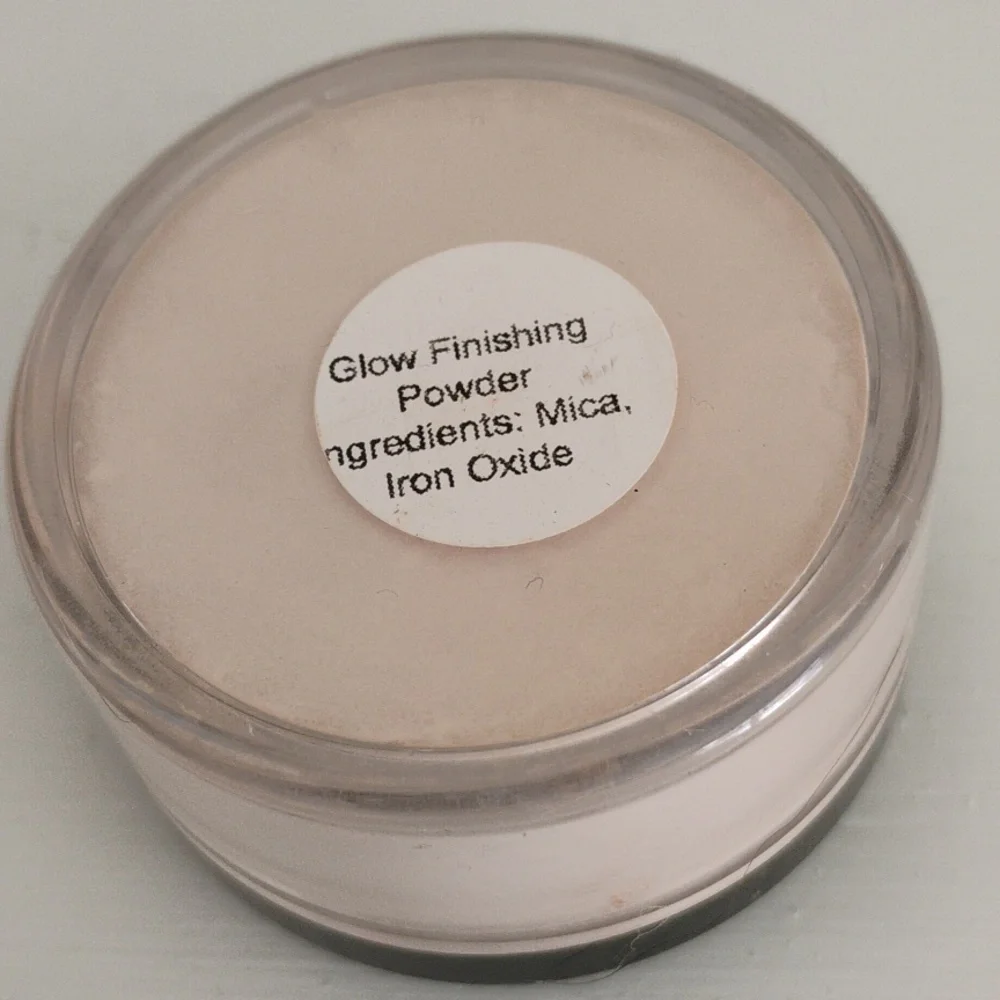 Glow Finishing
Powder
ngredients: Mica,
Iron Oxide